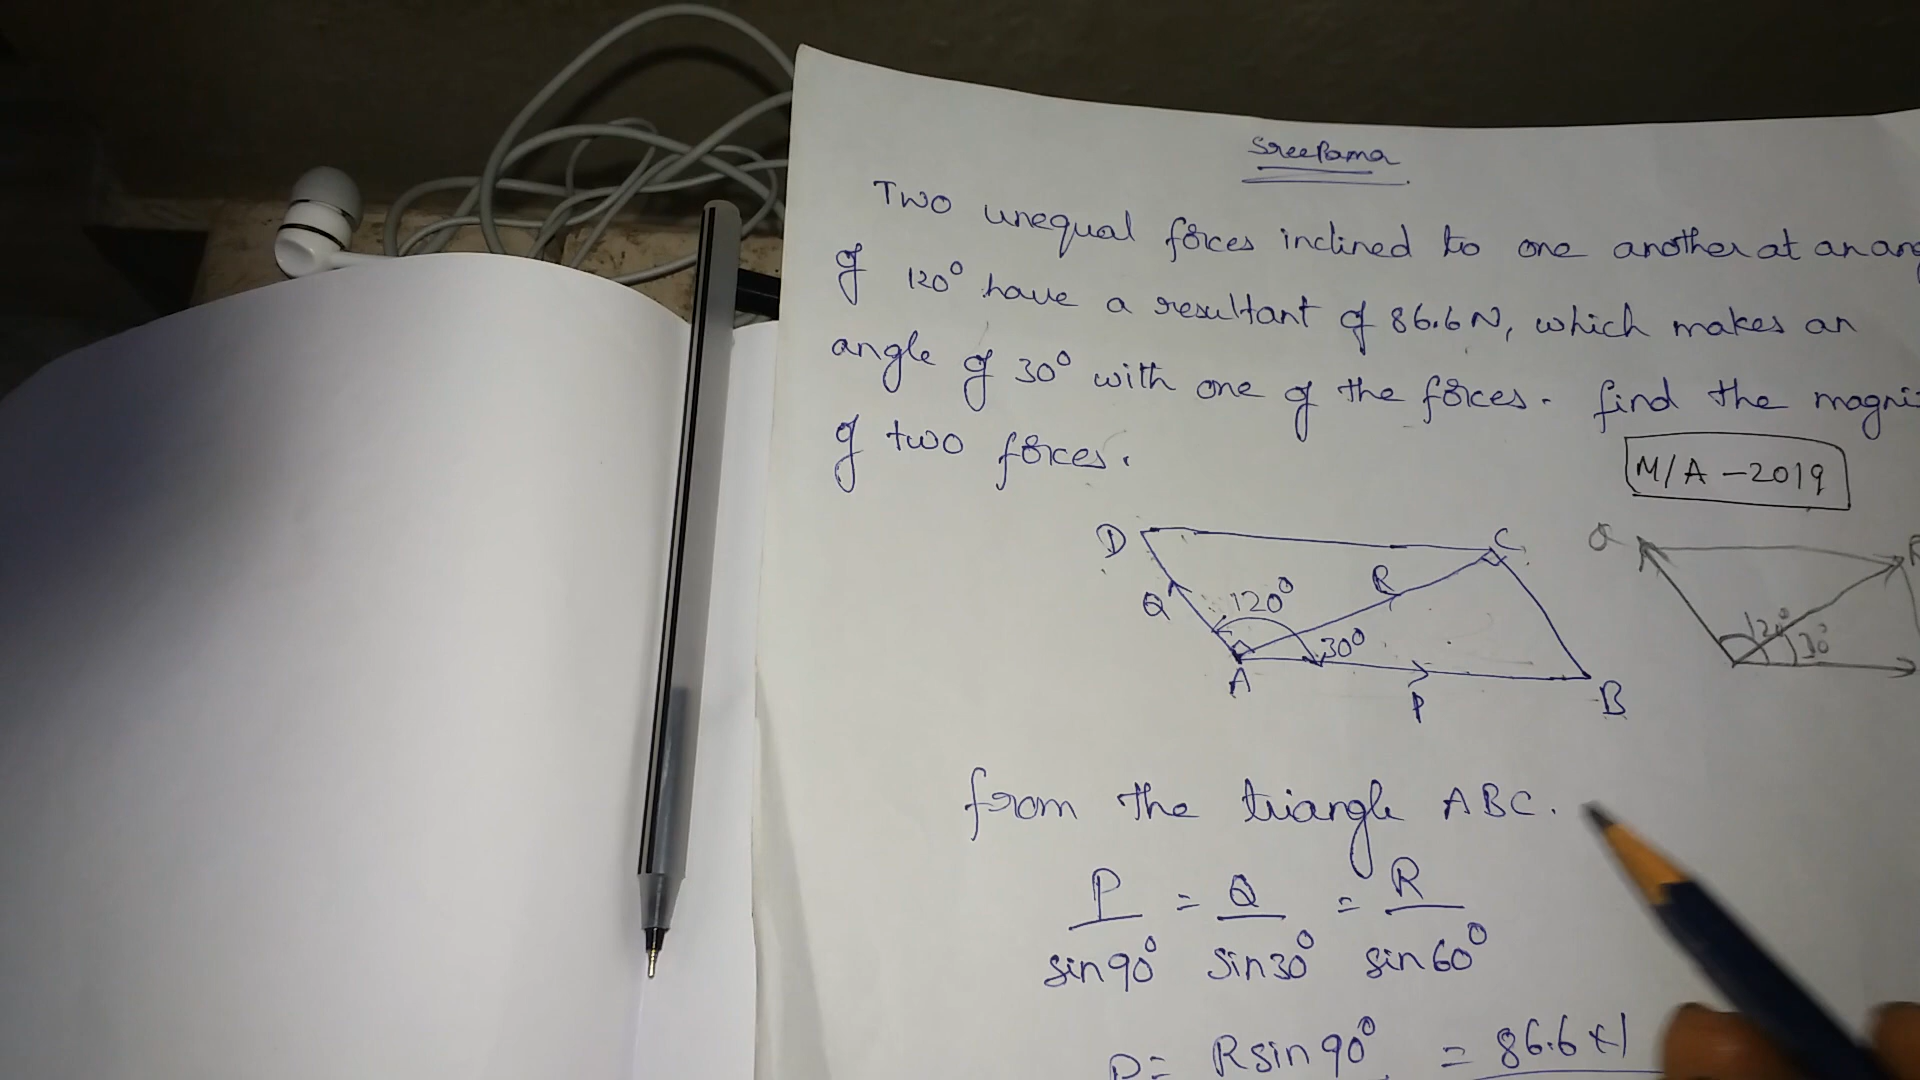 SreeRama
Two unequal forces inclined to one another at an ang
of 120° have a resultant of 86.6N, which makes an
angle of 30° with one of the forces. find the magni
of two forces.
M/A - 2019
D
C
Q
120°
R
30°
A
P
B
Q
R
120°
30°
from the triangle ABC.
P/sin90° = Q/sin30° = R/sin60°
P = Rsin90° = 86.6×1